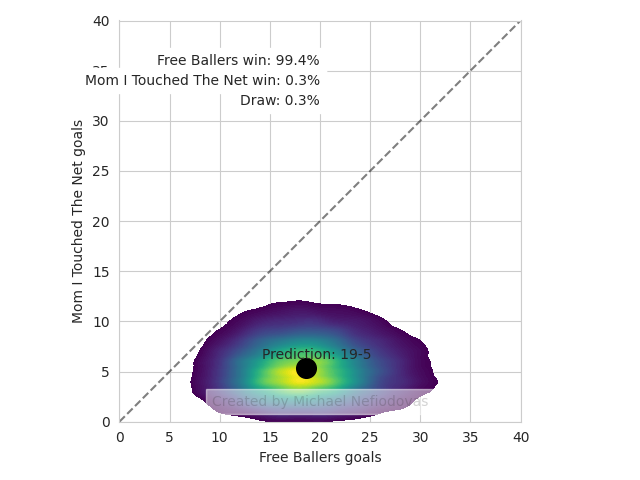 40
Free Ballers win: 99.4%
Mom I Touched The Net win: 0.3%
Draw: 0.3%
30
25
20
15
10
5
0
Mom I Touched The Net goals
Prediction: 19-5
Created by Michael Nefiodovas
0 5 10 15 20 25 30 35 40
Free Ballers goals